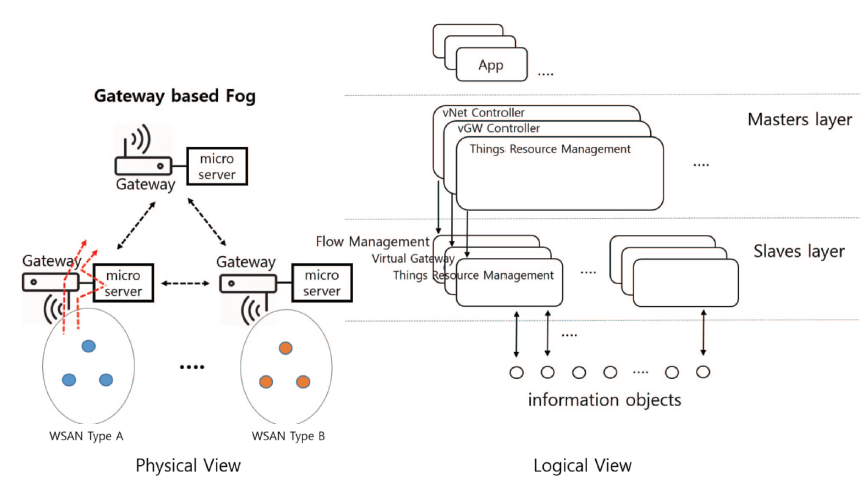 Gateway based Fog
micro
server
Gateway
Gateway
micro
server
Gateway
micro
server
....
WSAN Type A
WSAN Type B
Physical View
App
....
Masters layer
vNet Controller
vGW Controller
Things Resource Management
....
Slaves layer
Flow Management
Virtual Gateway
Things Resource Management
....
....
....
information objects
Logical View